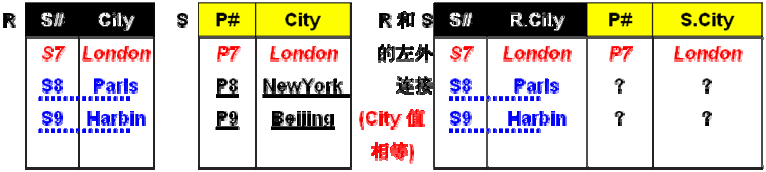 R S# City S P# City R 和 S S# R.City P# S.City
S7 London P7 London 的左外 S7 London P7 London
S8 Paris P8 NewYork 连接 S8 Paris ? ?
S9 Harbin P9 Beijing (City 值 S9 Harbin ? ?
相等)